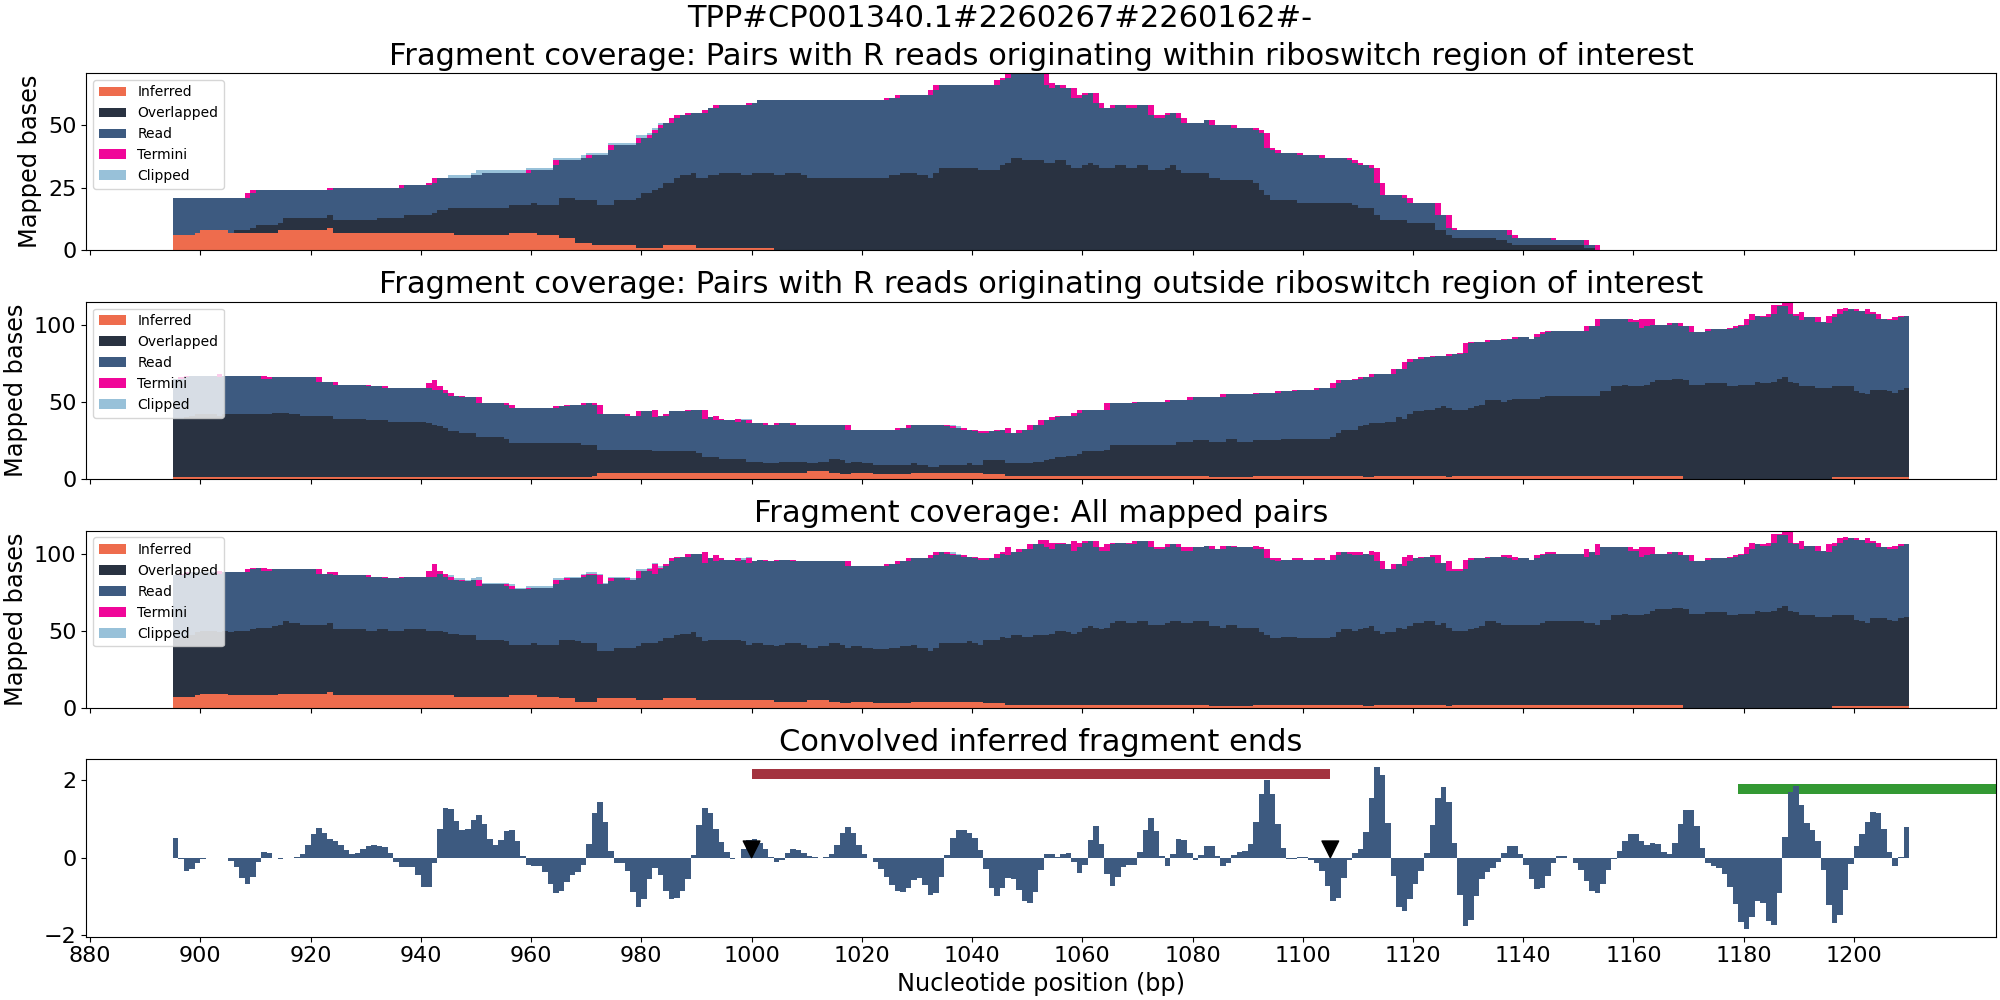 TPP#CP001340.1#2260267#2260162#-
Fragment coverage: Pairs with R reads originating within riboswitch region of interest
Mapped bases
50
25
0
Inferred
Overlapped
Read
Termini
Clipped
Fragment coverage: Pairs with R reads originating outside riboswitch region of interest
Mapped bases
100
50
0
Inferred
Overlapped
Read
Termini
Clipped
Fragment coverage: All mapped pairs
Mapped bases
100
50
0
Inferred
Overlapped
Read
Termini
Clipped
Convolved inferred fragment ends
2
0
−2
880 900 920 940 960 980 1000 1020 1040 1060 1080 1100 1120 1140 1160 1180 1200
Nucleotide position (bp)